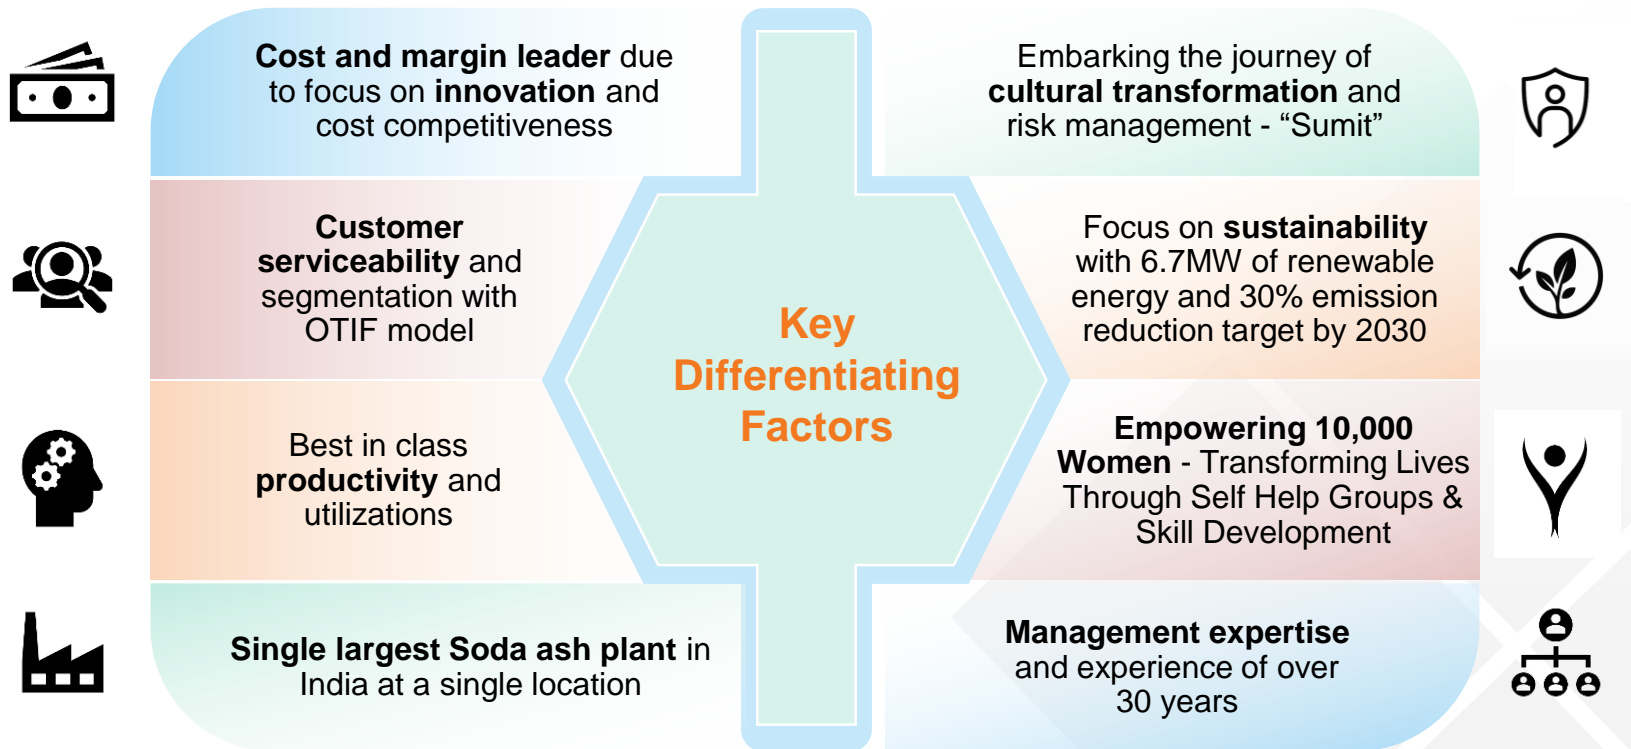 Cost and margin leader due
to focus on innovation and
cost competitiveness
Customer
serviceability and
segmentation with
OTIF model
Best in class
productivity and
utilizations
Single largest Soda ash plant in
India at a single location
Key
Differentiating
Factors
Embarking the journey of
cultural transformation and
risk management - “Sumit”
Focus on sustainability
with 6.7MW of renewable
energy and 30% emission
reduction target by 2030
Empowering 10,000
Women - Transforming Lives
Through Self Help Groups &
Skill Development
Management expertise
and experience of over
30 years